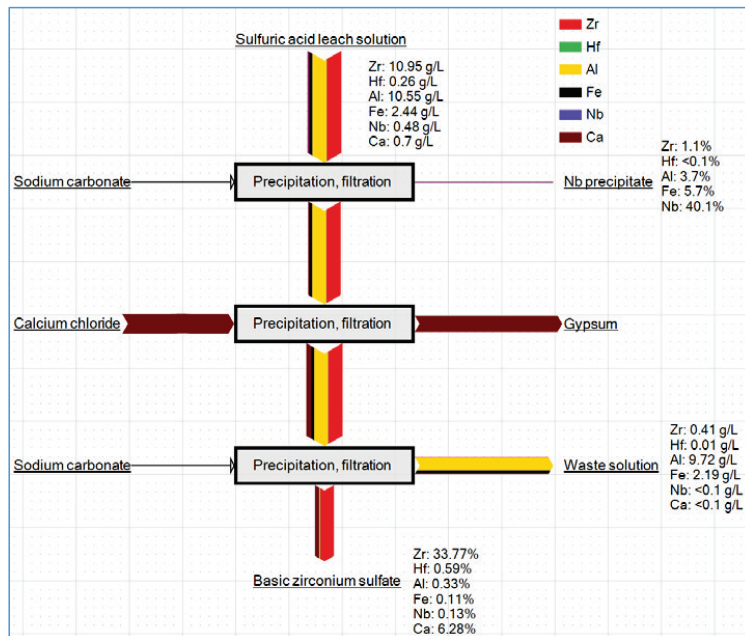 Sulfuric acid leach solution
Zr: 10.95 g/L
Hf: 0.26 g/L
Al: 10.55 g/L
Fe: 2.44 g/L
Nb: 0.48 g/L
Ca: 0.7 g/L
Zr
Hf
Al
Fe
Nb
Ca
Sodium carbonate
Precipitation, filtration
Nb precipitate
Zr: 1.1%
Hf: <0.1%
Al: 3.7%
Fe: 5.7%
Nb: 40.1%
Calcium chloride
Precipitation, filtration
Gypsum
Sodium carbonate
Precipitation, filtration
Waste solution
Zr: 0.41 g/L
Hf: 0.01 g/L
Al: 9.72 g/L
Fe: 2.19 g/L
Nb: <0.1 g/L
Ca: <0.1 g/L
Basic zirconium sulfate
Zr: 33.77%
Hf: 0.59%
Al: 0.33%
Fe: 0.11%
Nb: 0.13%
Ca: 6.28%